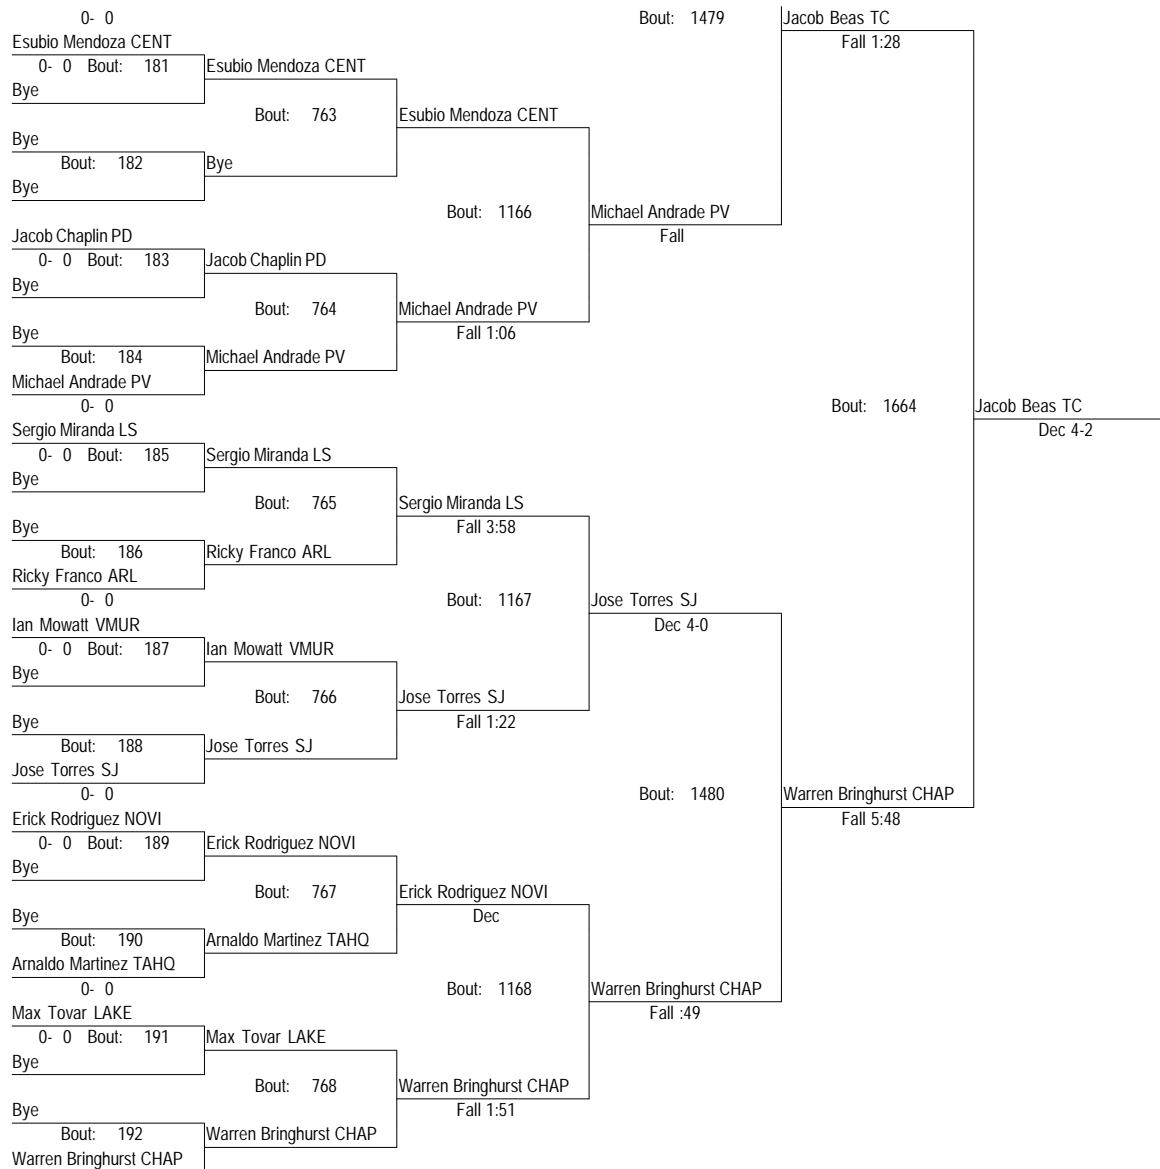 0- 0
Bout: 1479
Jacob Beas TC
Esubio Mendoza CENT
Fall 1:28
0- 0 Bout: 181
Esubio Mendoza CENT
Bye
Bout: 763
Esubio Mendoza CENT
Bye
Bout: 182
Bye
Bye
Bout: 1166
Michael Andrade PV
Jacob Chaplin PD
Fall
0- 0 Bout: 183
Jacob Chaplin PD
Bye
Bout: 764
Michael Andrade PV
Bye
Fall 1:06
Bout: 184
Michael Andrade PV
Michael Andrade PV
0- 0
Bout: 1664
Jacob Beas TC
Sergio Miranda LS
Dec 4-2
0- 0 Bout: 185
Sergio Miranda LS
Bye
Bout: 765
Sergio Miranda LS
Bye
Fall 3:58
Bout: 186
Ricky Franco ARL
Ricky Franco ARL
0- 0
Bout: 1167
Jose Torres SJ
Ian Mowatt VMUR
Dec 4-0
0- 0 Bout: 187
Ian Mowatt VMUR
Bye
Bout: 766
Jose Torres SJ
Bye
Fall 1:22
Bout: 188
Jose Torres SJ
Jose Torres SJ
0- 0
Bout: 1480
Warren Bringhurst CHAP
Erick Rodriguez NOVI
Fall 5:48
0- 0 Bout: 189
Erick Rodriguez NOVI
Bye
Bout: 767
Erick Rodriguez NOVI
Bye
Dec
Bout: 190
Arnaldo Martinez TAHQ
Arnaldo Martinez TAHQ
0- 0
Bout: 1168
Warren Bringhurst CHAP
Max Tovar LAKE
Fall :49
0- 0 Bout: 191
Max Tovar LAKE
Bye
Bout: 768
Warren Bringhurst CHAP
Bye
Fall 1:51
Bout: 192
Warren Bringhurst CHAP
Warren Bringhurst CHAP